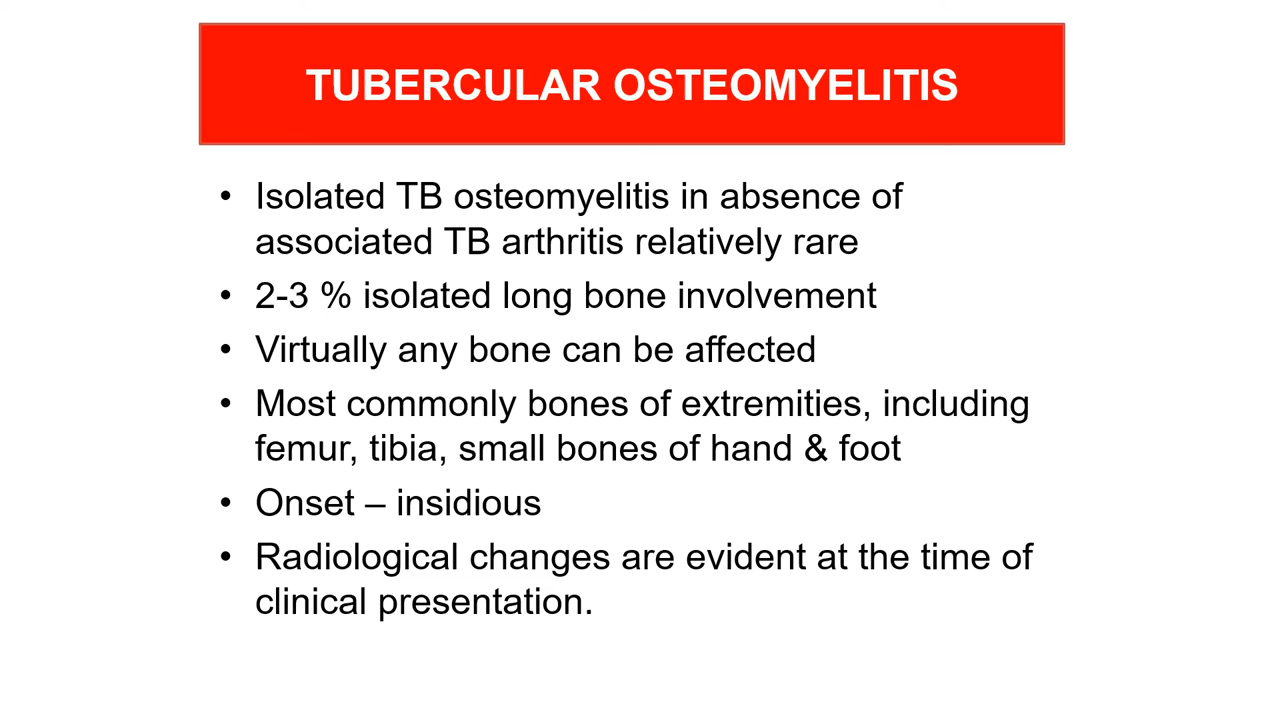 TUBERCULAR OSTEOMYELITIS
• Isolated TB osteomyelitis in absence of
associated TB arthritis relatively rare
• 2-3 % isolated long bone involvement
• Virtually any bone can be affected
• Most commonly bones of extremities, including
femur, tibia, small bones of hand & foot
• Onset – insidious
• Radiological changes are evident at the time of
clinical presentation.